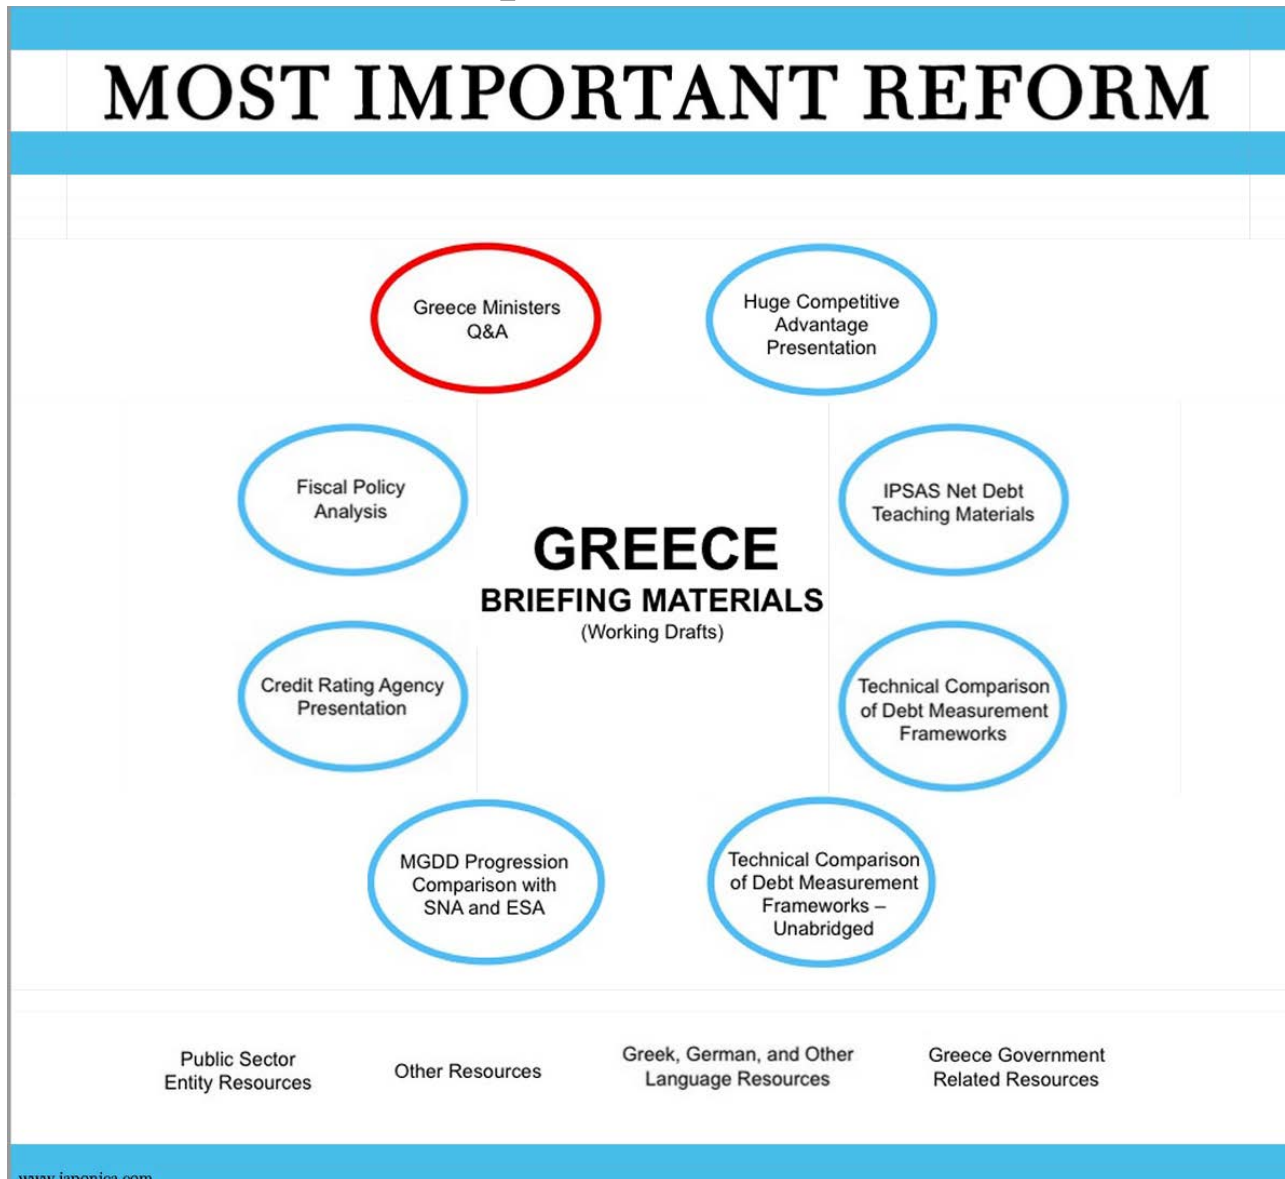 MOST IMPORTANT REFORM
Greece Ministers
Q&A
Huge Competitive
Advantage
Presentation
Fiscal Policy
Analysis
IPSAS Net Debt
Teaching Materials
GREECE
BRIEFING MATERIALS
(Working Drafts)
Credit Rating Agency
Presentation
Technical Comparison
of Debt Measurement
Frameworks
MGDD Progression
Comparison with
SNA and ESA
Technical Comparison
of Debt Measurement
Frameworks –
Unabridged
Public Sector
Entity Resources
Other Resources
Greek, German, and Other
Language Resources
Greece Government
Related Resources
www.japonica.com